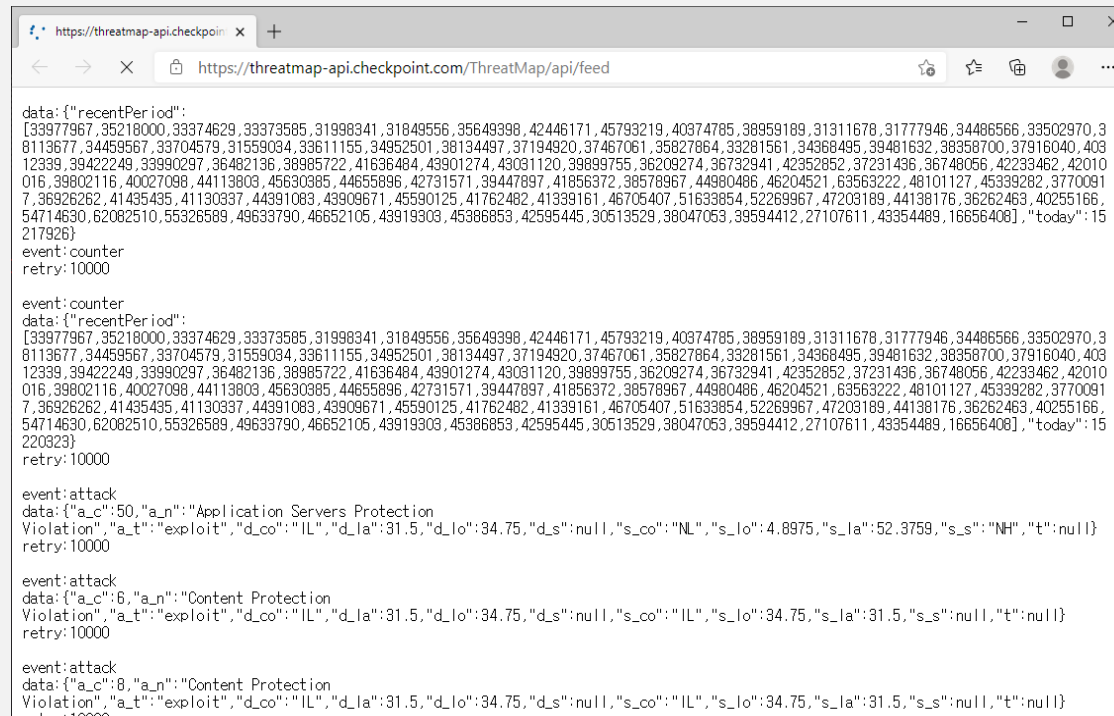 https://threatmap-api.checkpoin
https://threatmap-api.checkpoint.com/ThreatMap/api/feed
data:{"recentPeriod":
[33977967,35218000,33374629,33373585,31998341,31849556,35649398,42446171,45793219,40374785,38959189,31311678,31777946,34486566,33502970,3
8113677,34459567,33704579,31559034,33611155,34952501,38134497,37194920,37467061,35827864,33281561,34368495,39481632,38358700,37916040,403
12339,39422249,33990297,36482136,38985722,41636484,43901274,43031120,39899755,36209274,36732941,42352852,37231436,36748056,42233462,42010
016,39802116,40027098,44113803,45630385,44655896,42731571,39447897,41856372,38578967,44980486,46204521,63563222,48101127,45339282,3770091
7,36926262,41435435,41130337,44391083,43909671,45590125,41762482,41339161,46705407,51633854,52269967,47203189,44138176,36262463,40255166,
54714630,62082510,55326589,49633790,46652105,43919303,45386853,42595445,30513529,38047053,39594412,27107611,43354489,16656408],"today":15
217926}
event:counter
retry:10000
event:counter
data:{"recentPeriod":
[33977967,35218000,33374629,33373585,31998341,31849556,35649398,42446171,45793219,40374785,38959189,31311678,31777946,34486566,33502970,3
8113677,34459567,33704579,31559034,33611155,34952501,38134497,37194920,37467061,35827864,33281561,34368495,39481632,38358700,37916040,403
12339,39422249,33990297,36482136,38985722,41636484,43901274,43031120,39899755,36209274,36732941,42352852,37231436,36748056,42233462,42010
016,39802116,40027098,44113803,45630385,44655896,42731571,39447897,41856372,38578967,44980486,46204521,63563222,48101127,45339282,3770091
7,36926262,41435435,41130337,44391083,43909671,45590125,41762482,41339161,46705407,51633854,52269967,47203189,44138176,36262463,40255166,
54714630,62082510,55326589,49633790,46652105,43919303,45386853,42595445,30513529,38047053,39594412,27107611,43354489,16656408],"today":15
220323}
retry:10000
event:attack
data:{"a_c":50,"a_n":"Application Servers Protection
Violation","a_t":"exploit","d_co":"IL","d_la":31.5,"d_lo":34.75,"d_s":null,"s_co":"NL","s_lo":4.8975,"s_la":52.3759,"s_s":"NH","t":null}
retry:10000
event:attack
data:{"a_c":6,"a_n":"Content Protection
Violation","a_t":"exploit","d_co":"IL","d_la":31.5,"d_lo":34.75,"d_s":null,"s_co":"IL","s_lo":34.75,"s_la":31.5,"s_s":null,"t":null}
retry:10000
event:attack
data:{"a_c":8,"a_n":"Content Protection
Violation","a_t":"exploit","d_co":"IL","d_la":31.5,"d_lo":34.75,"d_s":null,"s_co":"IL","s_lo":34.75,"s_la":31.5,"s_s":null,"t":null}